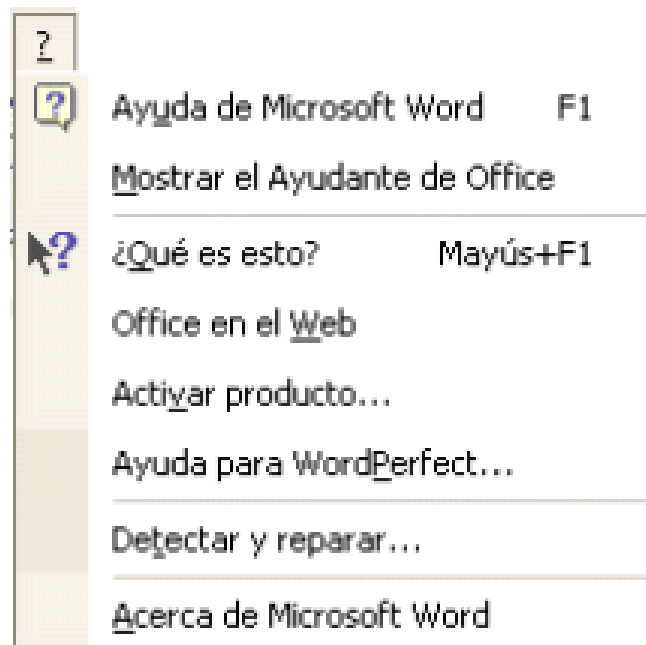 ?
Ayuda de Microsoft Word F1
Mostrar el Ayudante de Office
¿Qué es esto? Mayús+F1
Office en el Web
Activar producto...
Ayuda para WordPerfect...
Detectar y reparar...
Acerca de Microsoft Word